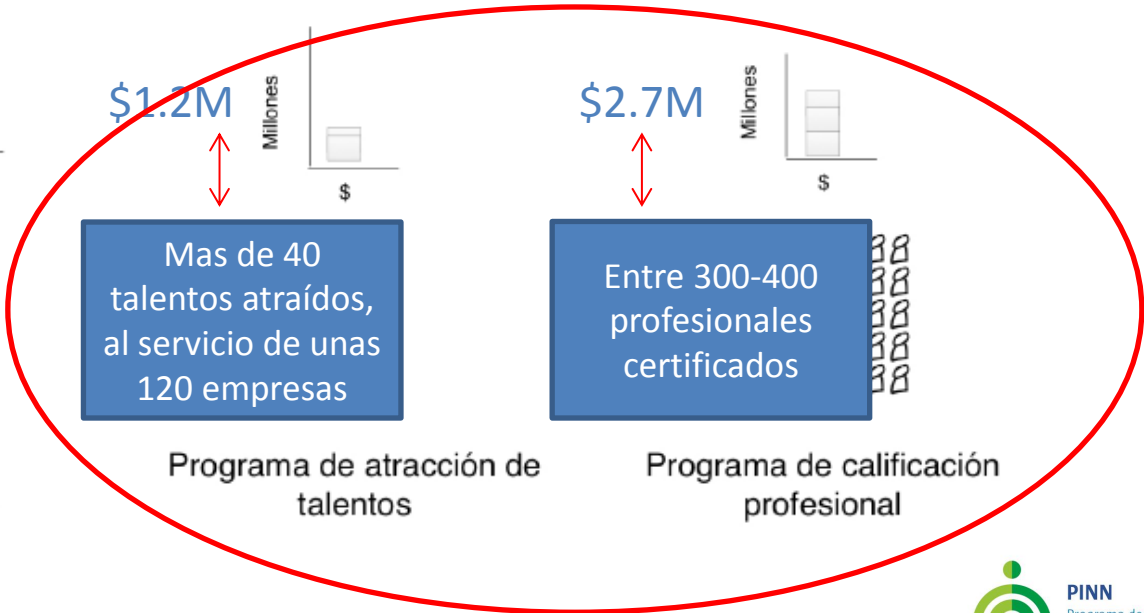 $1.2M
Millones
$
$2.7M
Millones
$
Mas de 40
talentos atraídos,
al servicio de unas
120 empresas
Entre 300-400
profesionales
certificados
Programa de atracción de
talentos
Programa de calificación
profesional
PINN